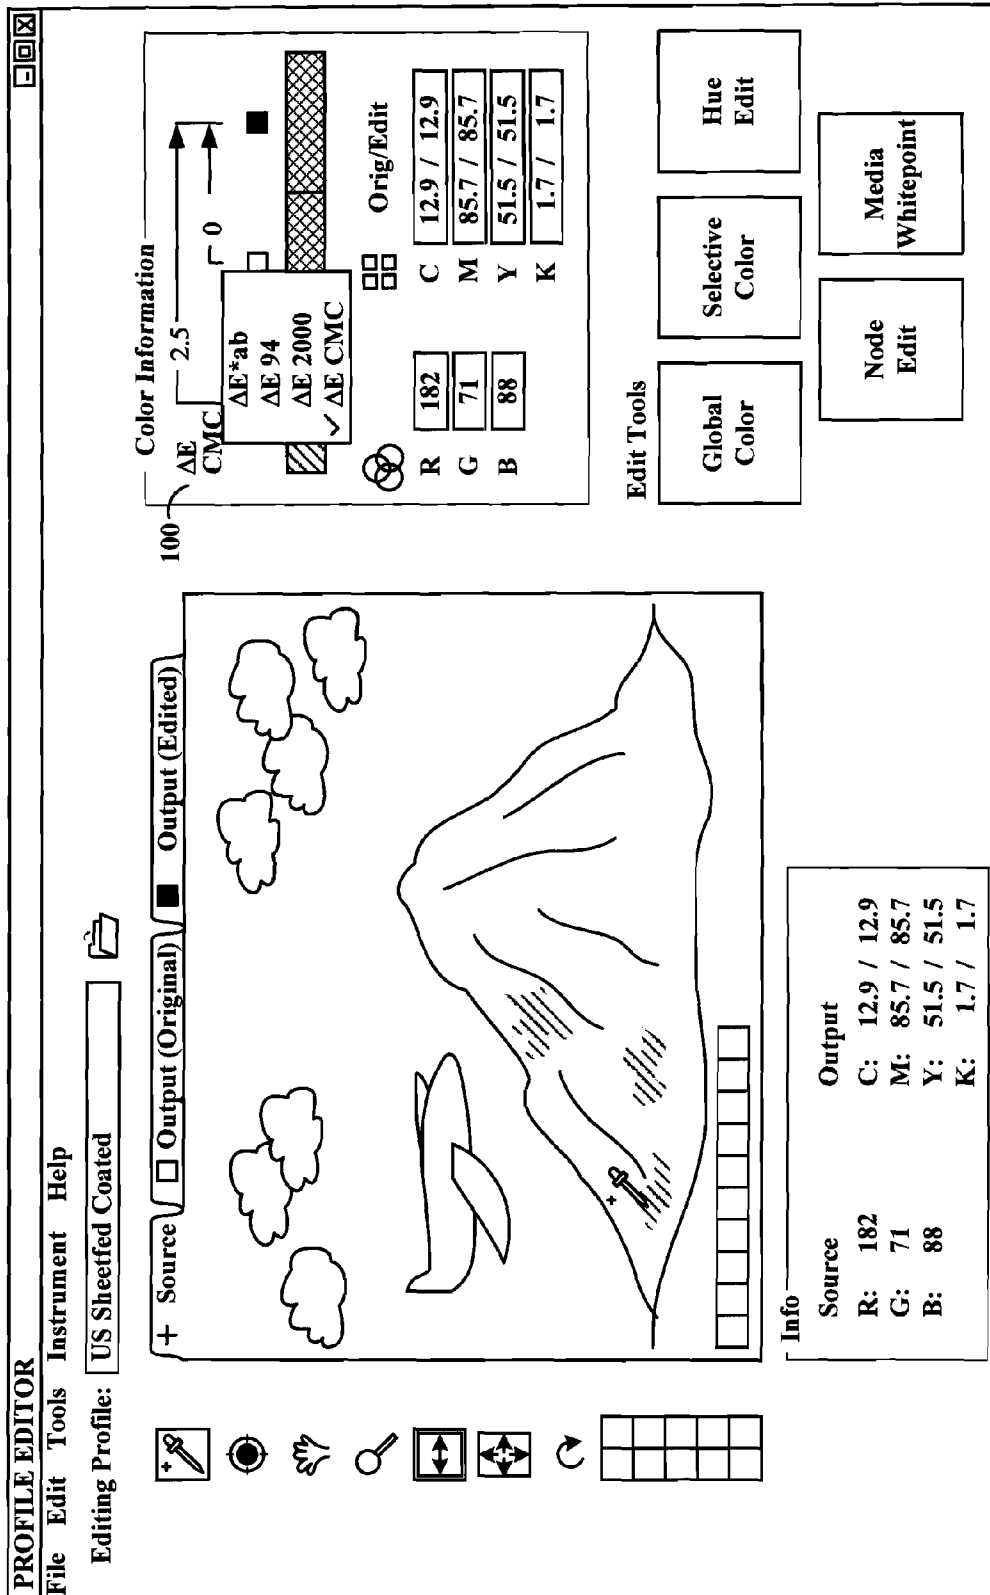 PROFILE EDITOR
File Edit Tools Instrument Help
Editing Profile: US Sheetfed Coated
+ Source
Output (Original)
Output (Edited)
100
Color Information
ΔE
CMC
2.5
0
ΔE*ab
ΔE 94
ΔE 2000
✓ ΔE CMC
Orig/Edit
R 182 C 12.9 / 12.9
G 71 M 85.7 / 85.7
B 88 Y 51.5 / 51.5
K 1.7 / 1.7
Edit Tools
Global
Color
Selective
Color
Hue
Edit
Node
Edit
Media
Whitepoint
Info
Source Output
R: 182 C: 12.9 / 12.9
G: 71 M: 85.7 / 85.7
B: 88 Y: 51.5 / 51.5
K: 1.7 / 1.7